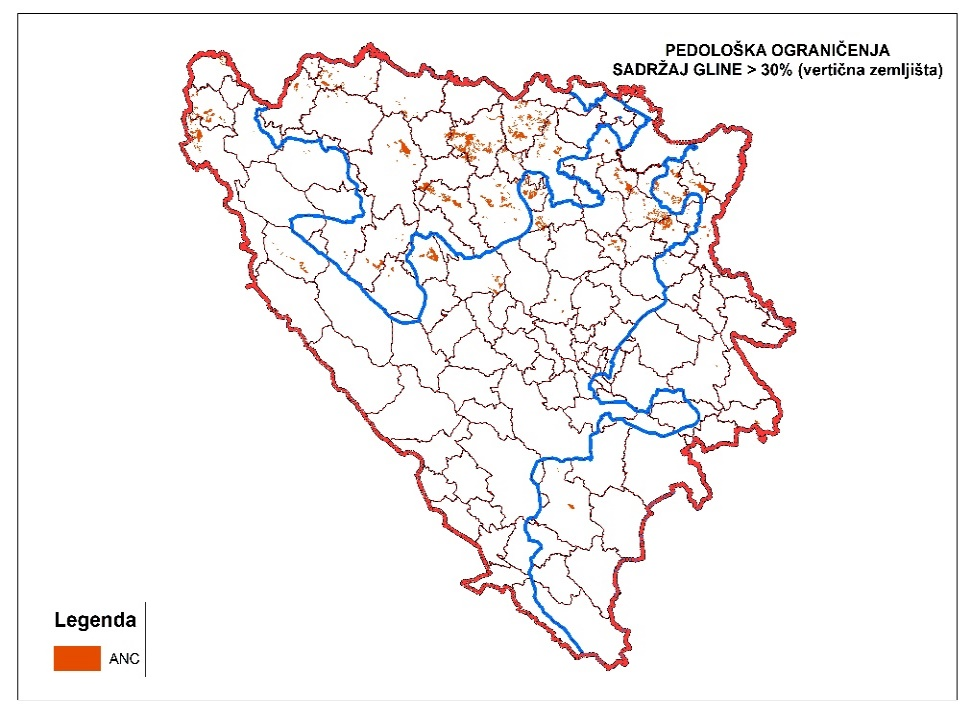 PEDOLOŠKA OGRANIČENJA
SADRŽAJ GLINE > 30% (vertična zemljišta)
Legenda
ANC